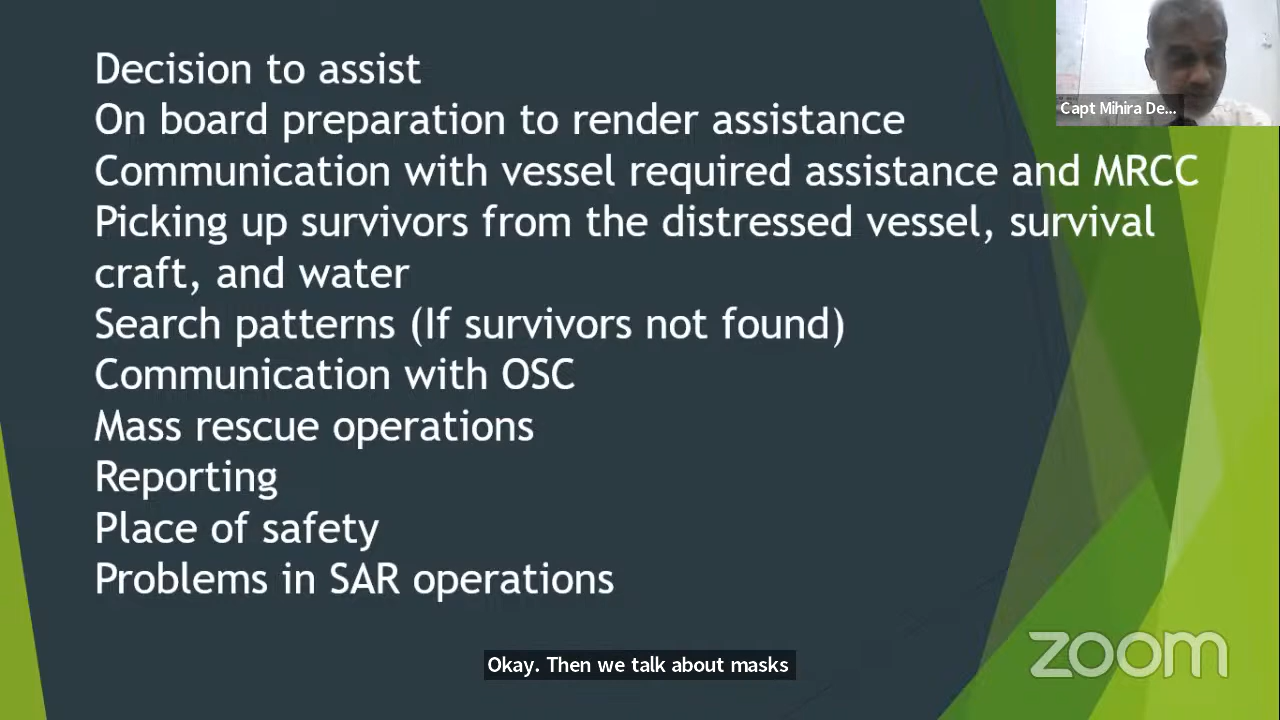 Decision to assist
On board preparation to render assistance
Communication with vessel required assistance and MRCC
Picking up survivors from the distressed vessel, survival
craft, and water
Search patterns (If survivors not found)
Communication with OSC
Mass rescue operations
Reporting
Place of safety
Problems in SAR operations
Capt Mihira De...
Okay. Then we talk about masks
zoom